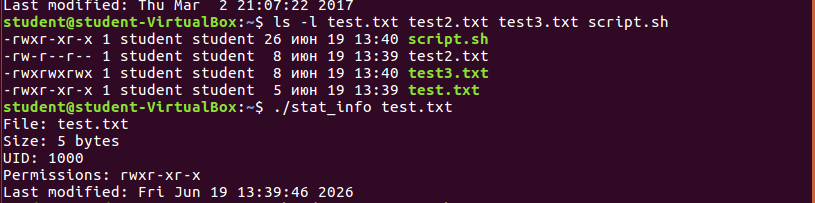 Last modified: Thu Mar  2 21:07:22 2017
student@student-VirtualBox:~$ ls -l test.txt test2.txt test3.txt script.sh
-rwxr-xr-x 1 student student 26 июн 19 13:40 script.sh
-rw-r--r-- 1 student student  8 июн 19 13:39 test2.txt
-rwxrwxrwx 1 student student  8 июн 19 13:40 test3.txt
-rwxr-xr-x 1 student student  5 июн 19 13:39 test.txt
student@student-VirtualBox:~$ ./stat_info test.txt
File: test.txt
Size: 5 bytes
UID: 1000
Permissions: rwxr-xr-x
Last modified: Fri Jun 19 13:39:46 2026